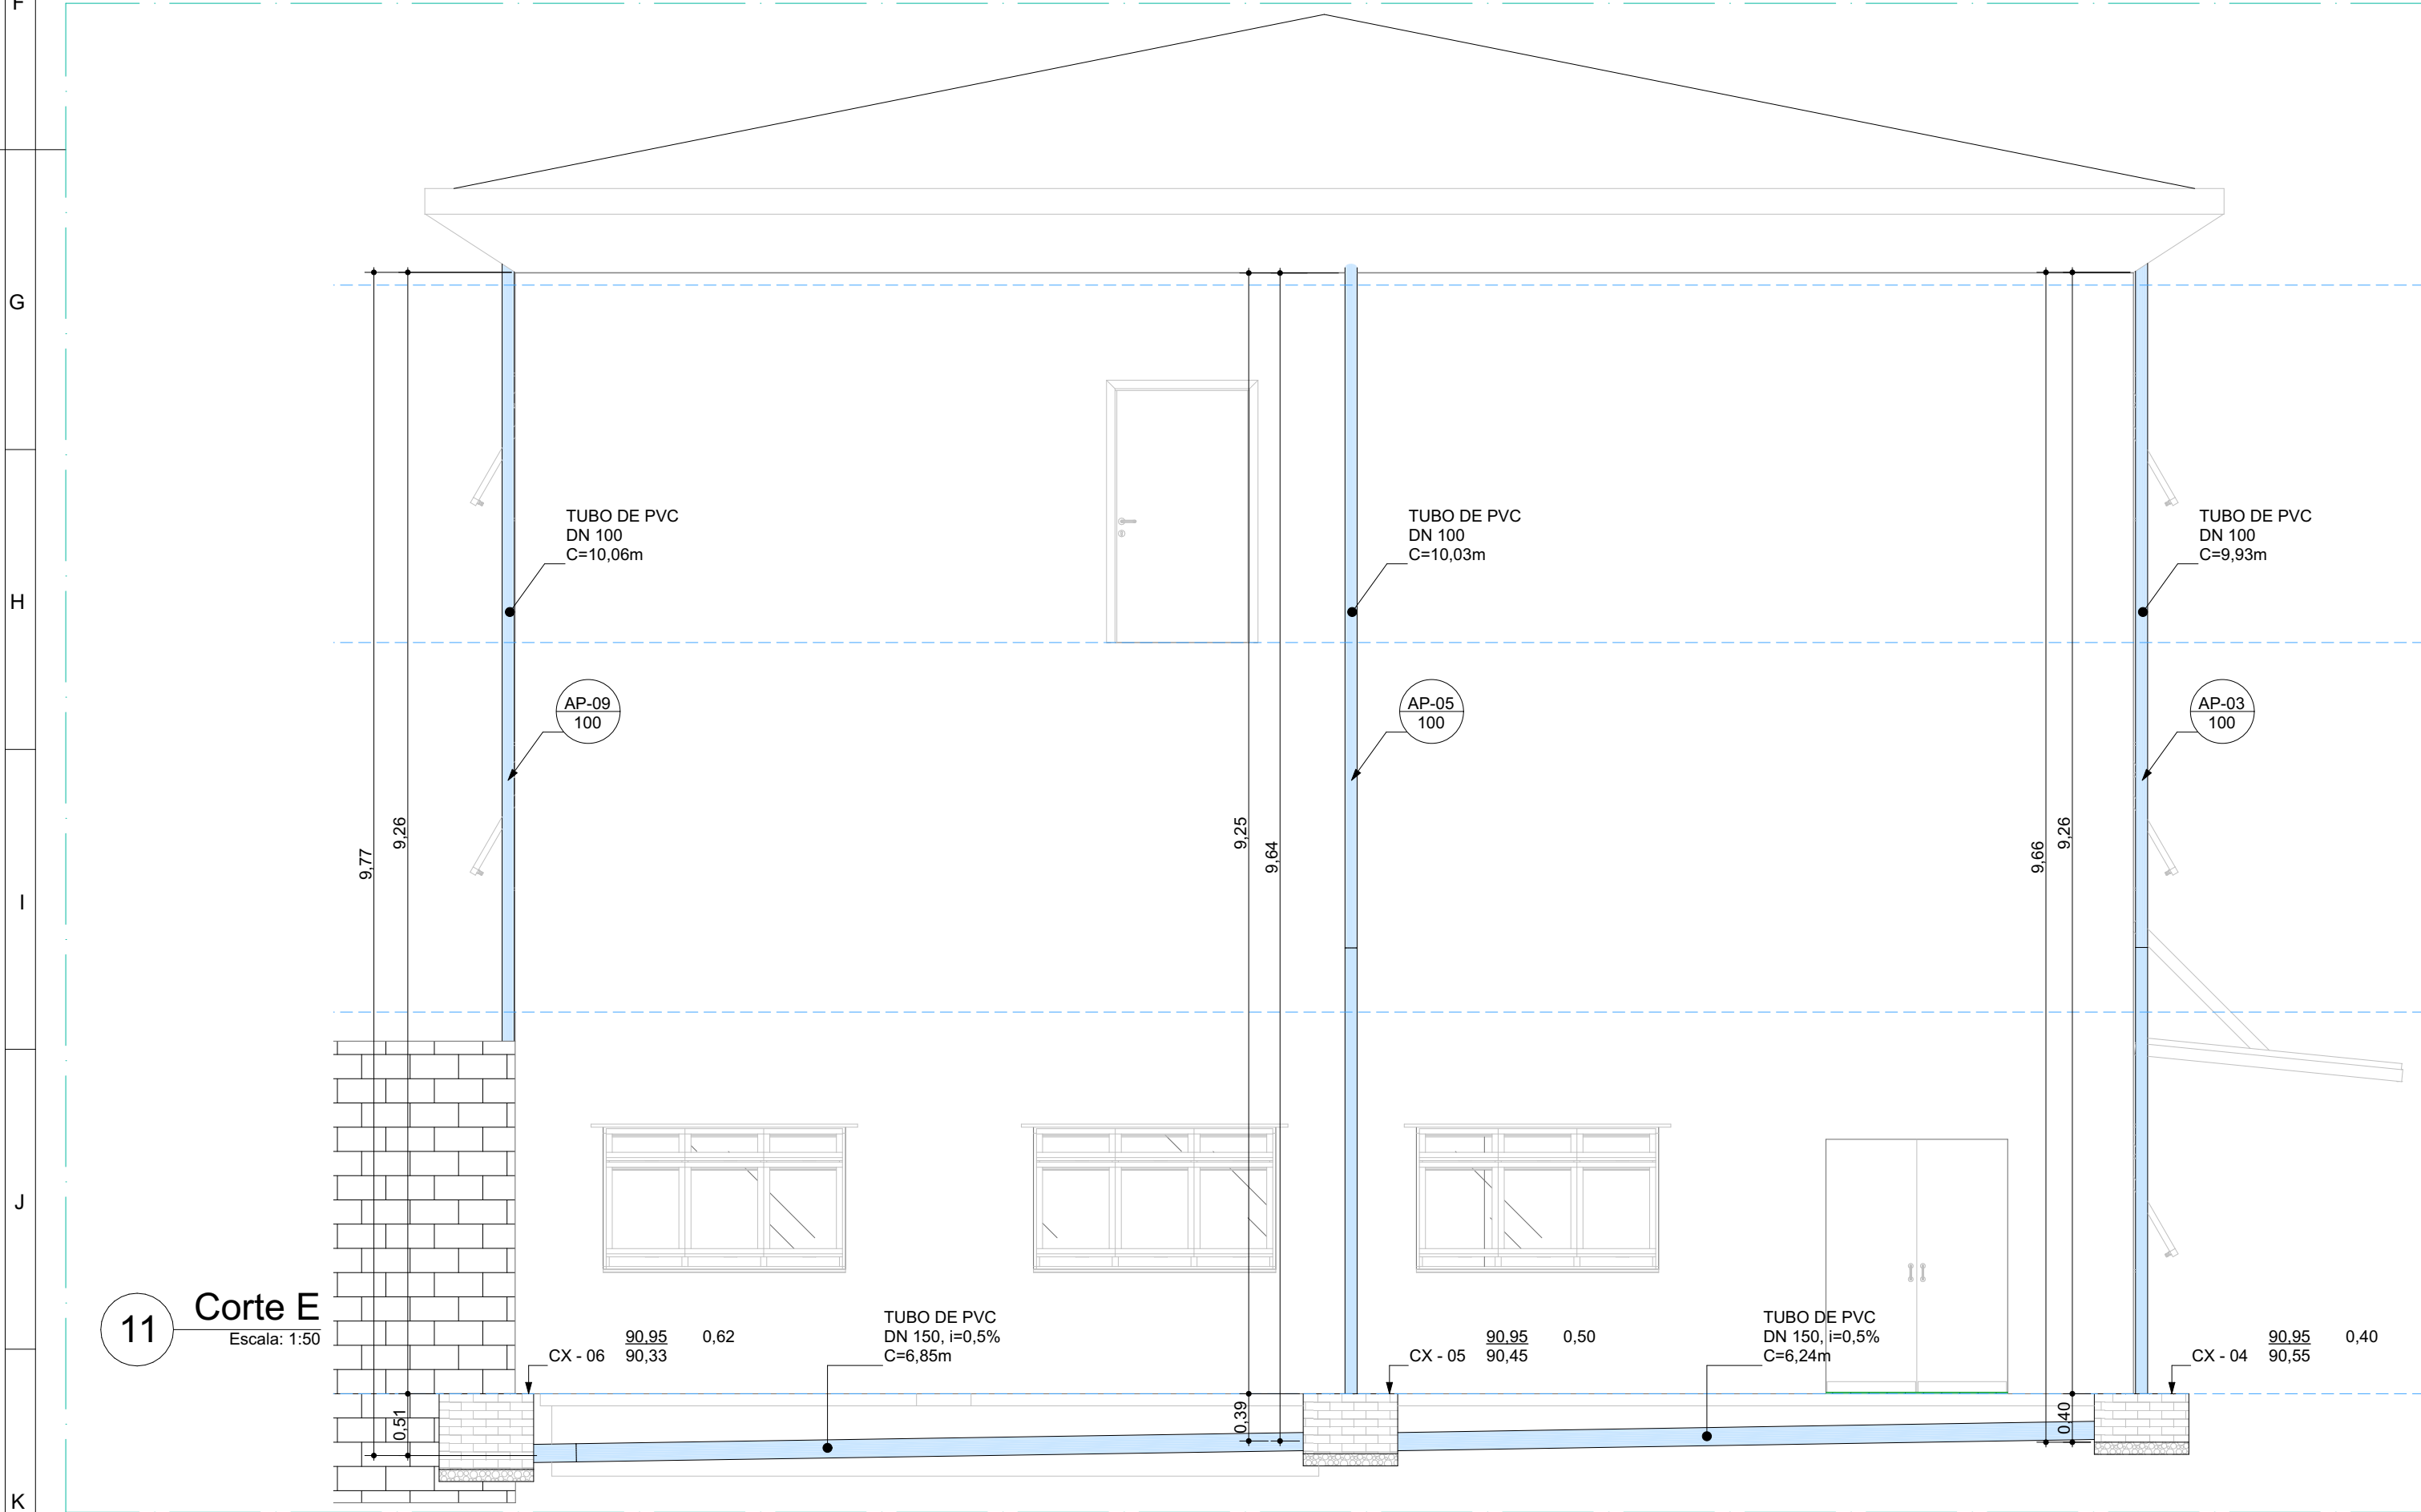 F
G
H
I
J
K
TUBO DE PVC
DN 100
C=10,06m
TUBO DE PVC
DN 100
C=10,03m
TUBO DE PVC
DN 100
C=9,93m
AP-09
100
AP-05
100
AP-03
100
9,77
9,26
9,25
9,64
9,66
9,26
11
Corte E
Escala: 1:50
CX - 06
90,95 0,62
90,33
TUBO DE PVC
DN 150, i=0,5%
C=6,85m
CX - 05
90,95 0,50
90,45
TUBO DE PVC
DN 150, i=0,5%
C=6,24m
CX - 04
90,95 0,40
90,55
0,51
0,39
0,40